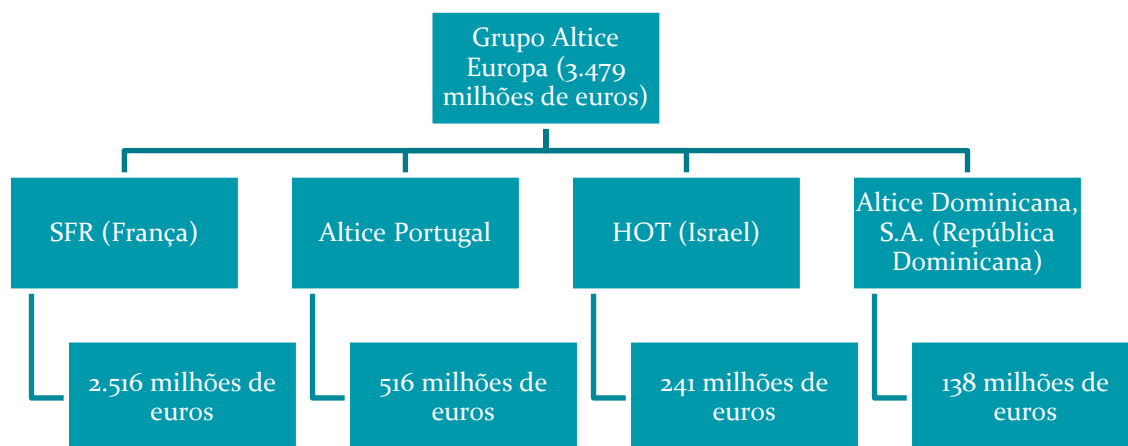 Grupo Altice
Europa (3.479
milhões de euros)
SFR (França)
Altice Portugal
HOT (Israel)
Altice Dominicana,
S.A. (República
Dominicana)
2.516 milhões de
euros
516 milhões de
euros
241 milhões de
euros
138 milhões de
euros